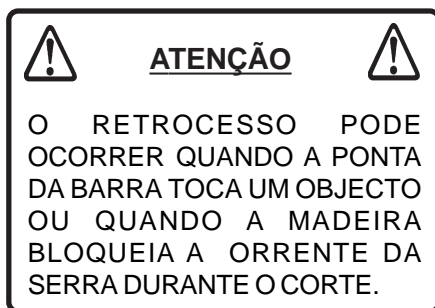 ATENÇÃO
O RETROCESSO PODE
OCORRER QUANDO A PONTA
DA BARRA TOCA UM OBJECTO
OU QUANDO A MADEIRA
BLOQUEIA A ORRENTE DA
SERRA DURANTE O CORTE.